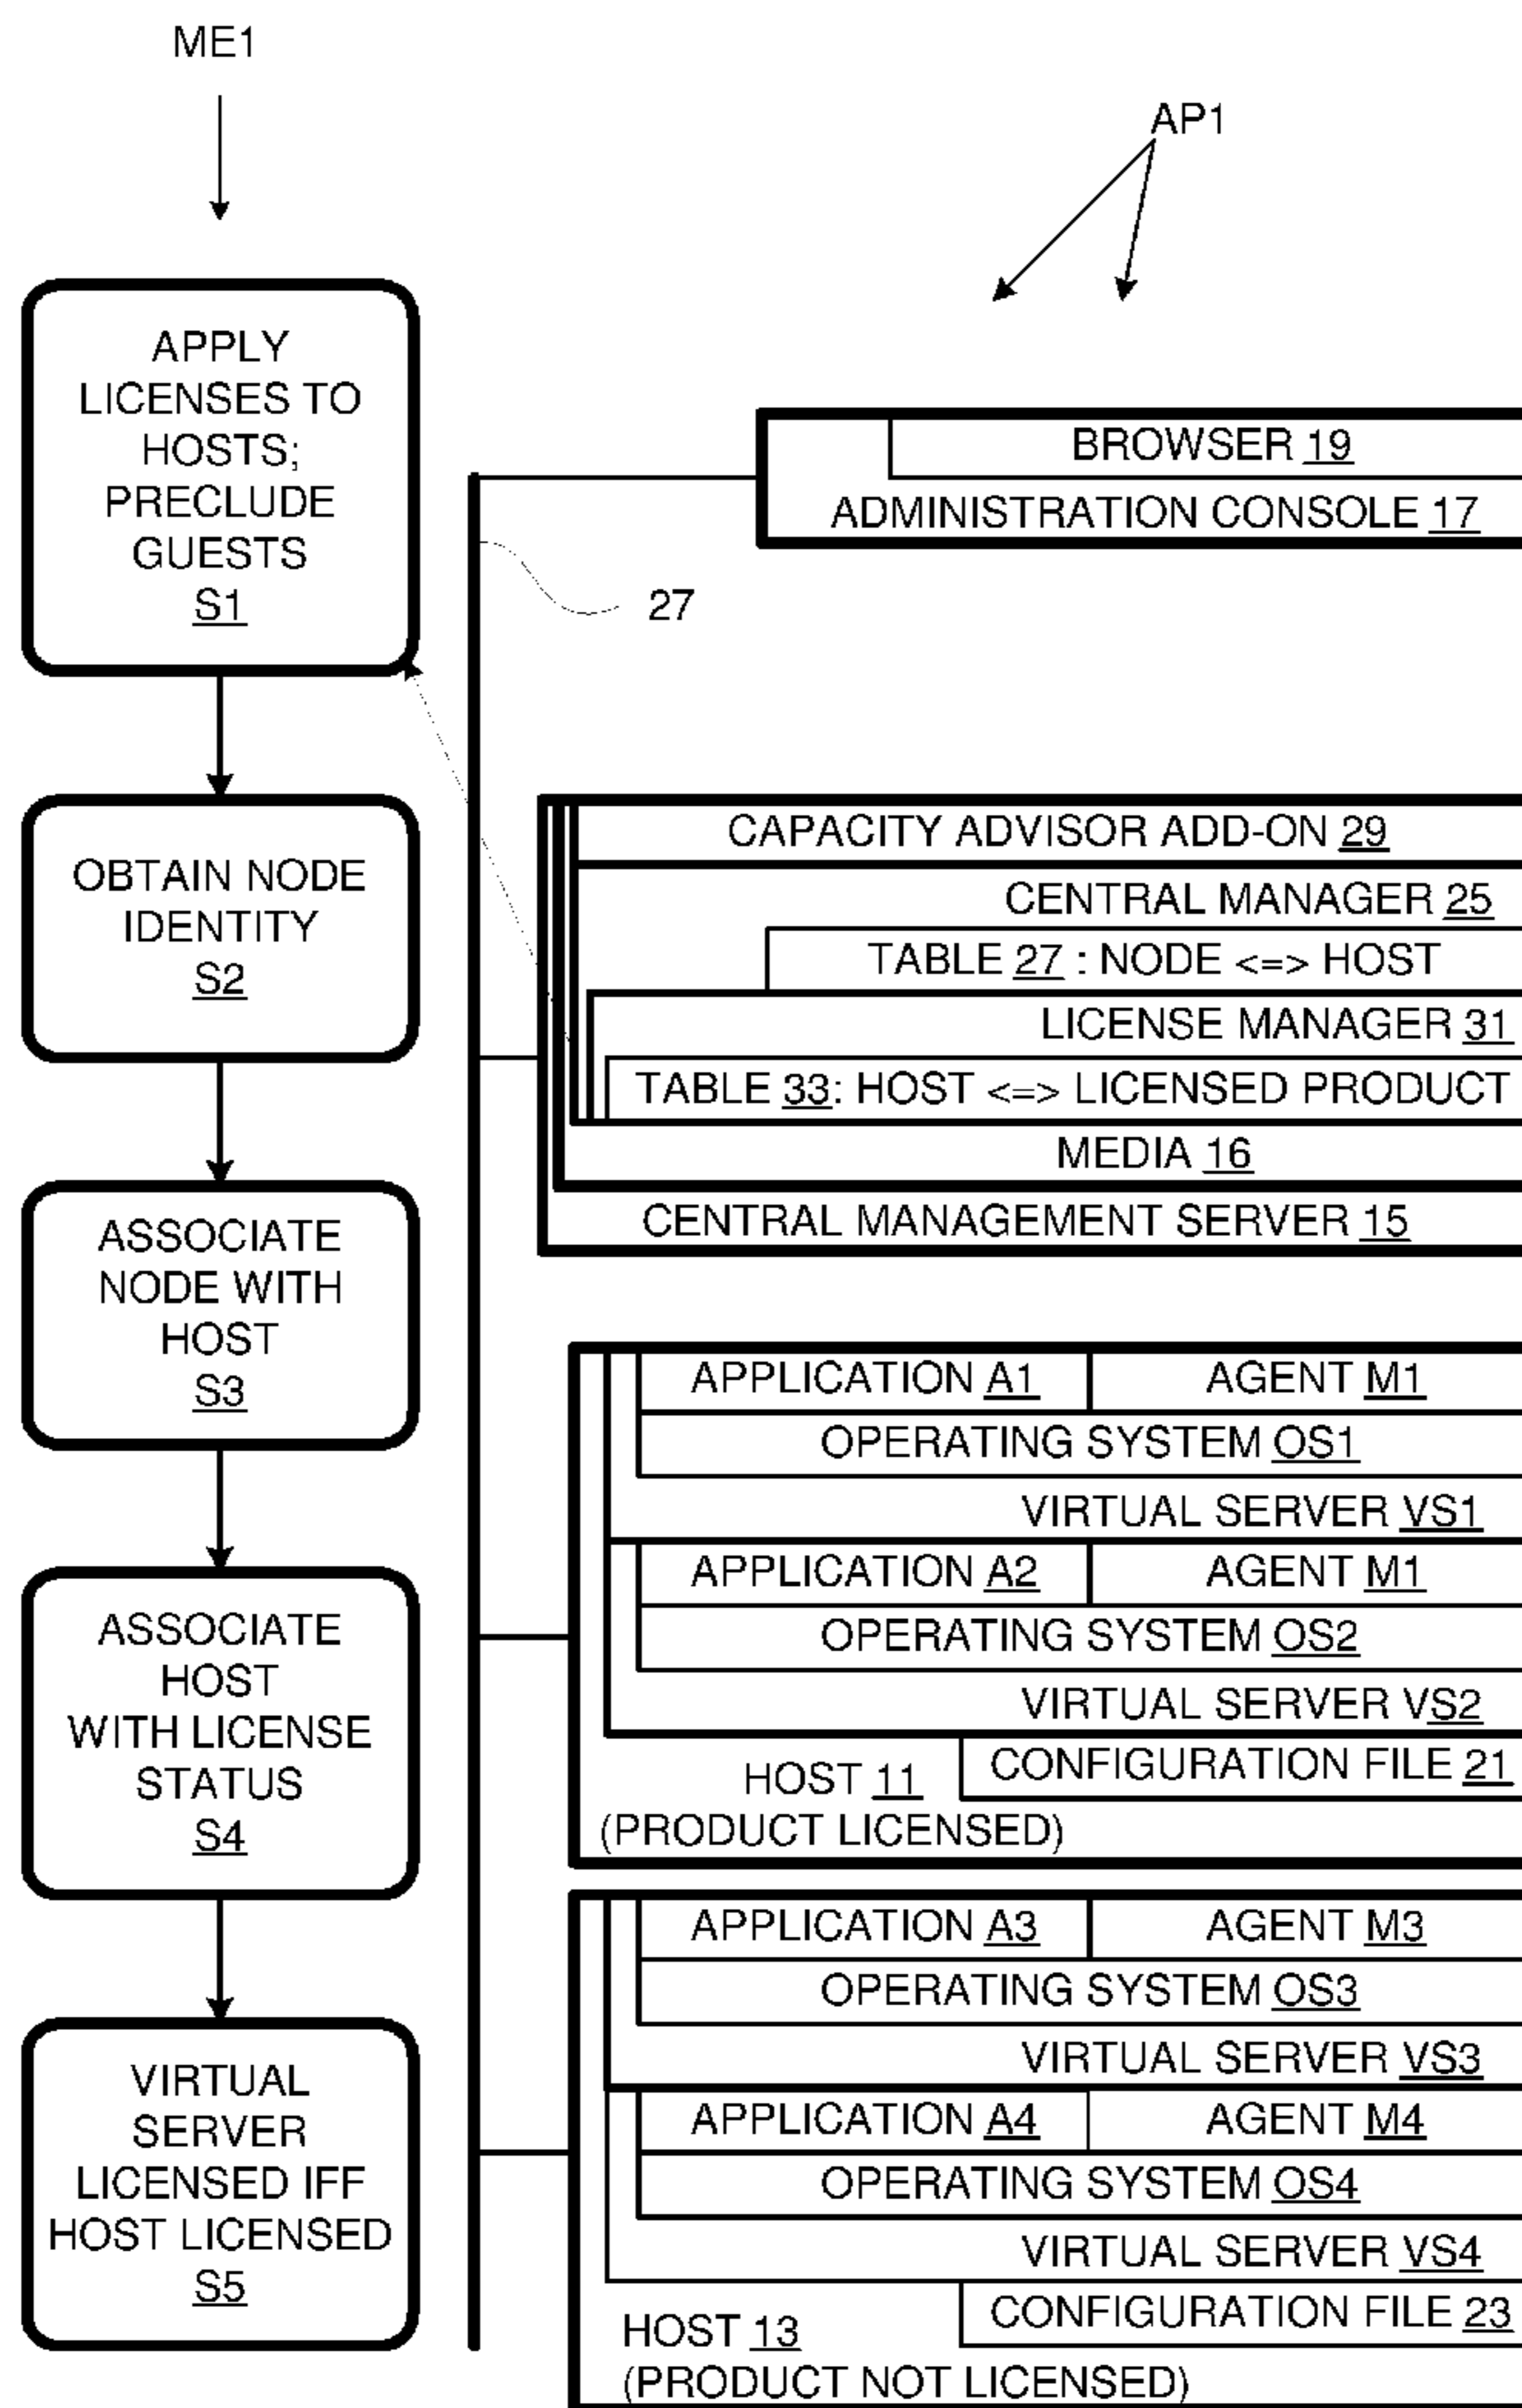 ME1
APPLY
LICENSES TO
HOSTS;
PRECLUDE
GUESTS
S1
OBTAIN NODE
IDENTITY
S2
ASSOCIATE
NODE WITH
HOST
S3
ASSOCIATE
HOST
WITH LICENSE
STATUS
S4
VIRTUAL
SERVER
LICENSED IFF
HOST LICENSED
S5
AP1
BROWSER 19
ADMINISTRATION CONSOLE 17
27
CAPACITY ADVISOR ADD-ON 29
CENTRAL MANAGER 25
TABLE 27 : NODE <=> HOST
LICENSE MANAGER 31
TABLE 33: HOST <=> LICENSED PRODUCT
MEDIA 16
CENTRAL MANAGEMENT SERVER 15
APPLICATION A1
AGENT M1
OPERATING SYSTEM OS1
VIRTUAL SERVER VS1
APPLICATION A2
AGENT M1
OPERATING SYSTEM OS2
VIRTUAL SERVER VS2
CONFIGURATION FILE 21
HOST 11
(PRODUCT LICENSED)
APPLICATION A3
AGENT M3
OPERATING SYSTEM OS3
VIRTUAL SERVER VS3
APPLICATION A4
AGENT M4
OPERATING SYSTEM OS4
VIRTUAL SERVER VS4
CONFIGURATION FILE 23
HOST 13
(PRODUCT NOT LICENSED)